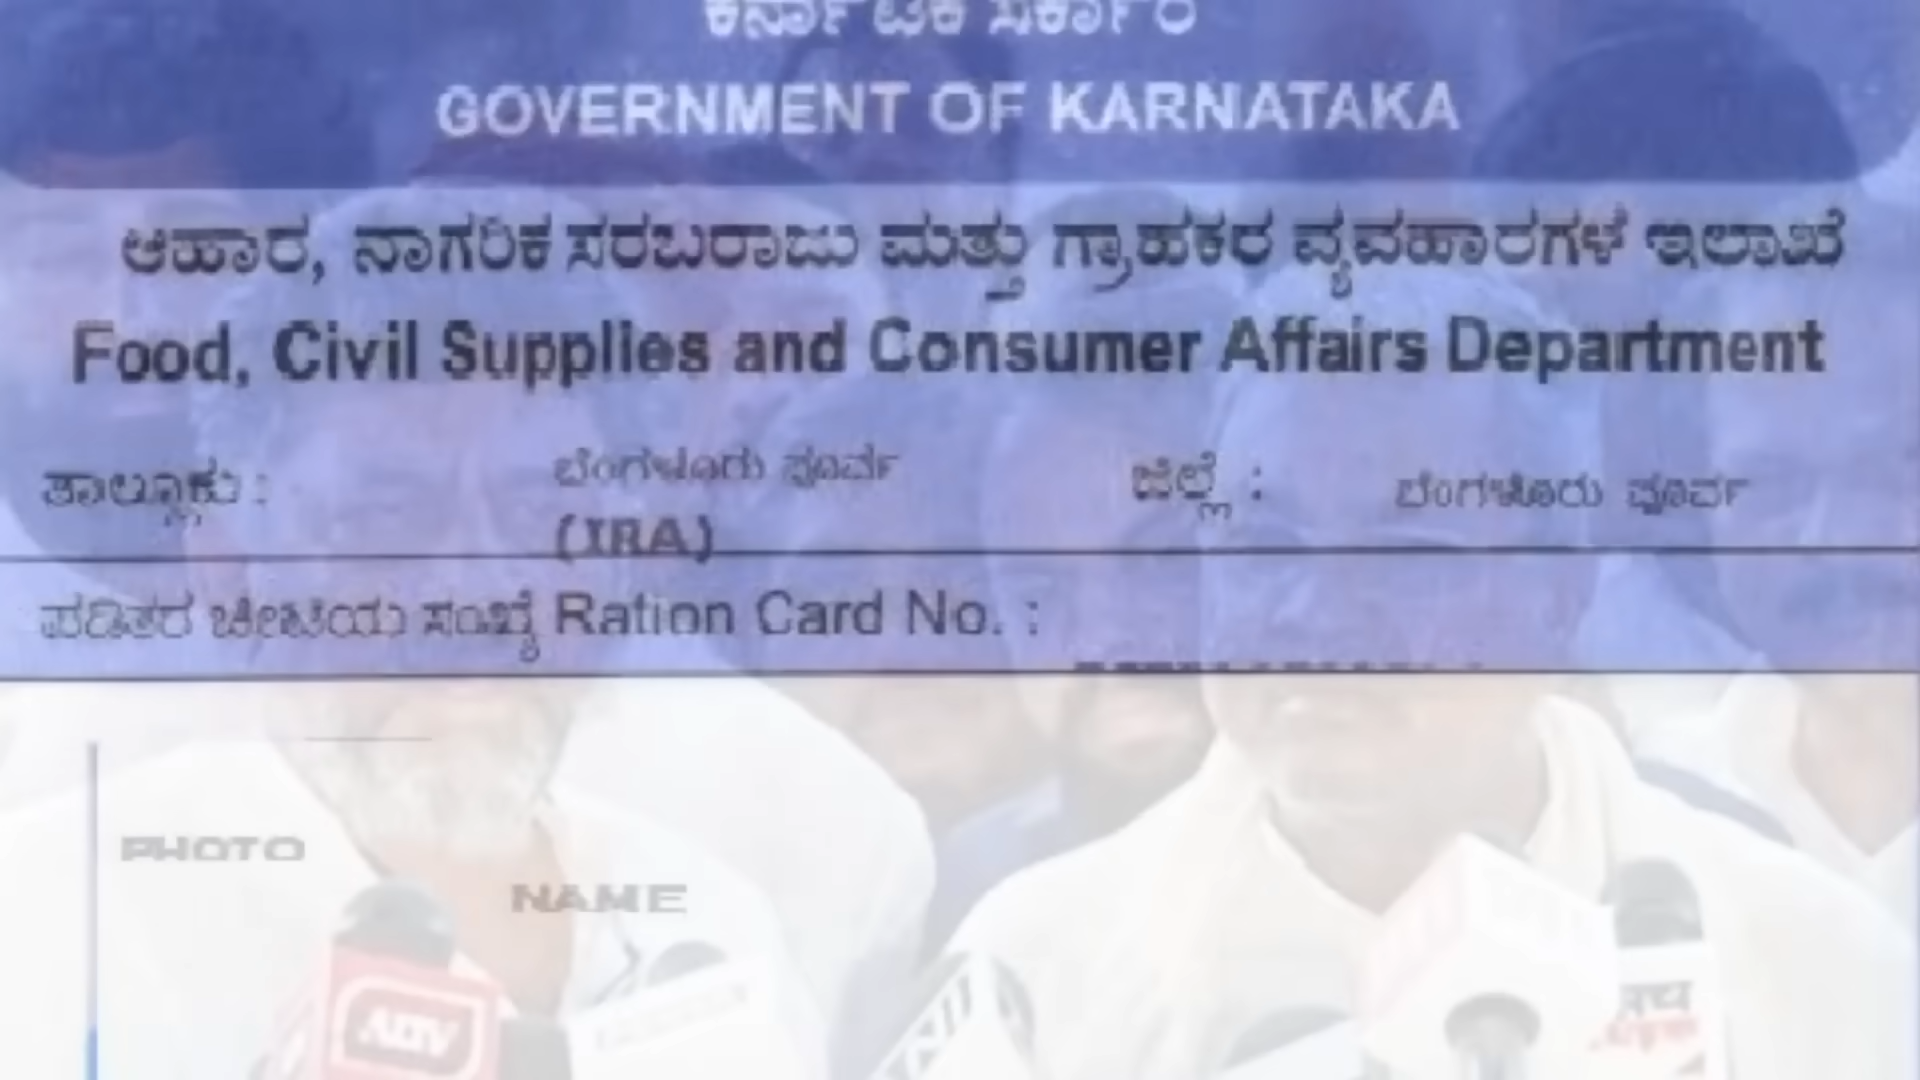 ಕರ್ನಾಟಕ ಸರ್ಕಾರ
GOVERNMENT OF KARNATAKA
ಆಹಾರ, ನಾಗರಿಕ ಸರಬರಾಜು ಮತ್ತು ಗ್ರಾಹಕರ ವ್ಯವಹಾರಗಳ ಇಲಾಖೆ
Food, Civil Supplies and Consumer Affairs Department
ತಾಲ್ಲೂಕು : ಬೆಂಗಳೂರು ಪೂರ್ವ ಜಿಲ್ಲೆ : ಬೆಂಗಳೂರು ಪೂರ್ವ
(IRA)
ಪಡಿತರ ಚೀಟಿಯ ಸಂಖ್ಯೆ Ration Card No. :
PHOTO
NAME